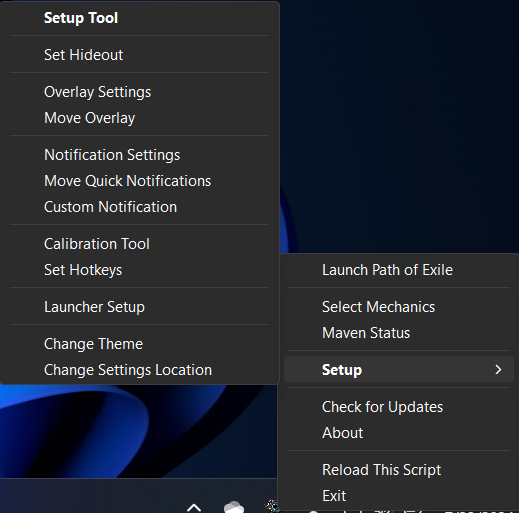 Setup Tool
Set Hideout
Overlay Settings
Move Overlay
Notification Settings
Move Quick Notifications
Custom Notification
Calibration Tool
Set Hotkeys
Launcher Setup
Change Theme
Change Settings Location
Launch Path of Exile
Select Mechanics
Maven Status
Setup
Check for Updates
About
Reload This Script
Exit